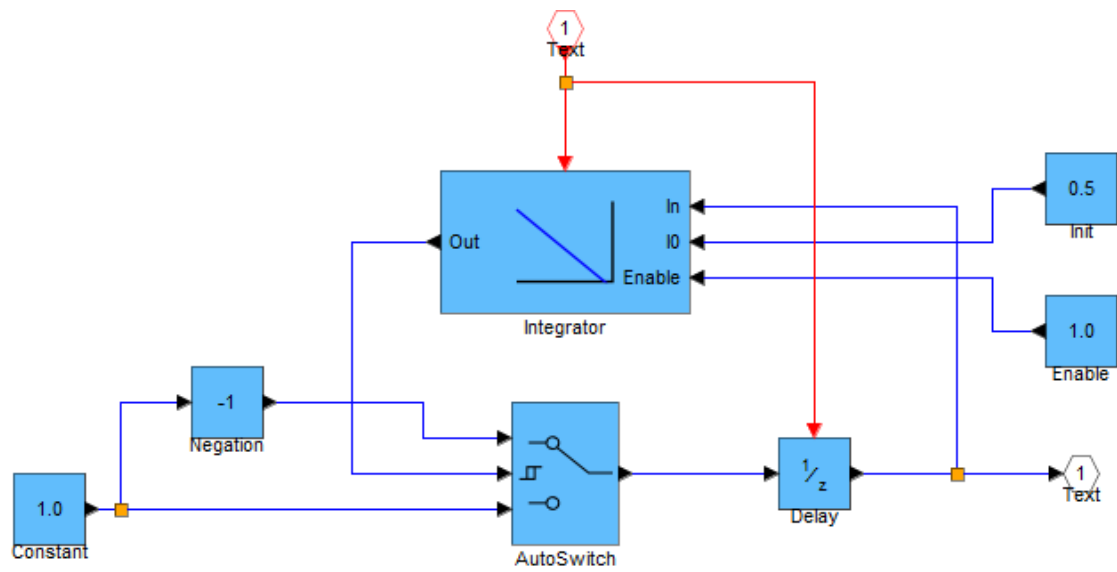 1
Text
In
0.5
Out
I0
Init
Enable
Integrator
1.0
Enable
-1
Negation
1.0
1/z
1
Text
Constant
Delay
AutoSwitch